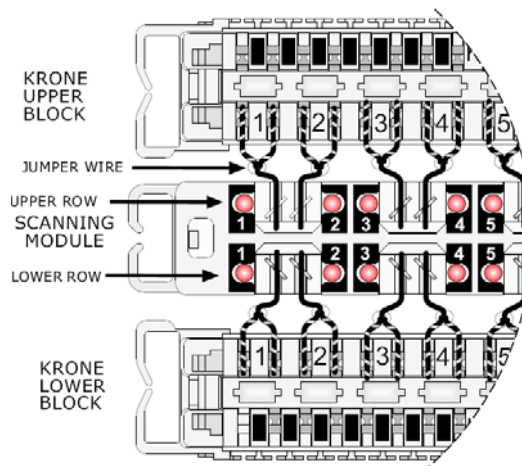 KRONE
UPPER
BLOCK
1 2 3 4 5
JUMPER WIRE
UPPER ROW
1 2 3 4 5
SCANNING
MODULE
1 2 3 4 5
LOWER ROW
1 2 3 4 5
KRONE
LOWER
BLOCK